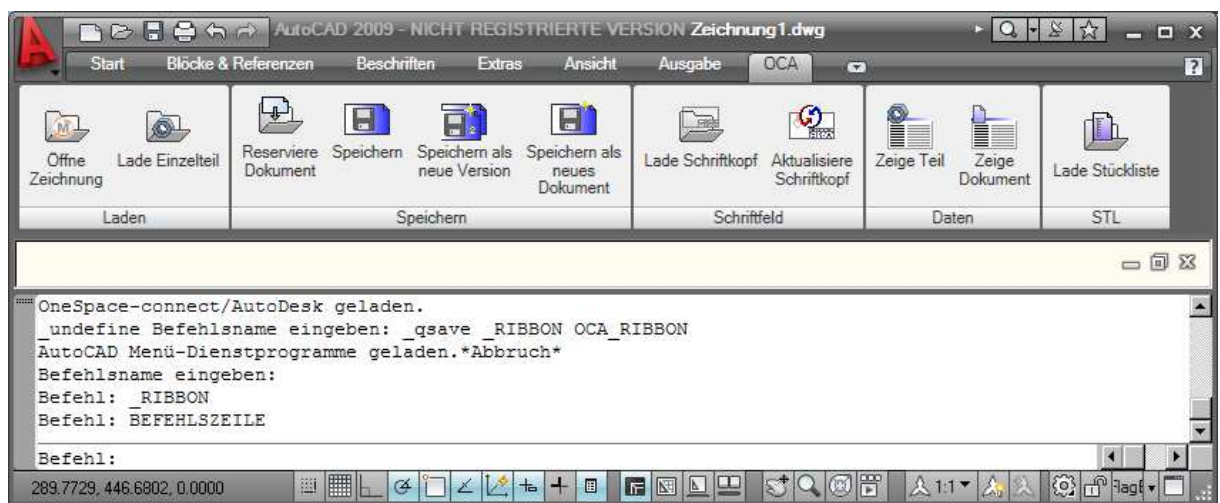 AutoCAD 2009 - NICHT REGISTRIERTE VERSION Zeichnung1.dwg
Start Blöcke & Referenzen Beschriften Extras Ansicht Ausgabe OCA
Öffne Zeichnung
Lade Einzelteil
Reserviere Dokument
Speichern
Speichern als neue Version
Speichern als neues Dokument
Lade Schriftkopf
Aktualisiere Schriftkopf
Zeige Teil
Zeige Dokument
Lade Stückliste
Laden Speichern Schriftfeld Daten STL
OneSpace-connect/AutoDesk geladen.
_undefine Befehlsname eingeben: _qsave _RIBBON OCA_RIBBON
AutoCAD Menü-Dienstprogramme geladen.*Abbruch*
Befehlsname eingeben:
Befehl: _RIBBON
Befehl: BEFEHLSZEILE
Befehl:
289.7729, 446.6802, 0.0000 1:1